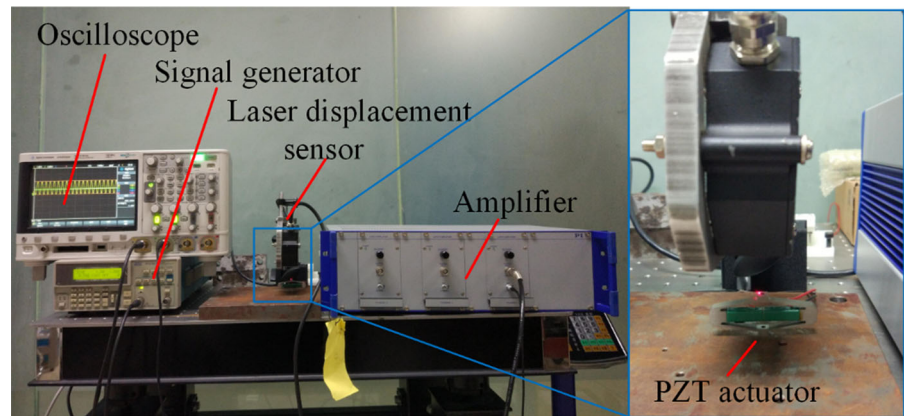 Oscilloscope
Signal generator
Laser displacement
sensor
Amplifier
PZT actuator